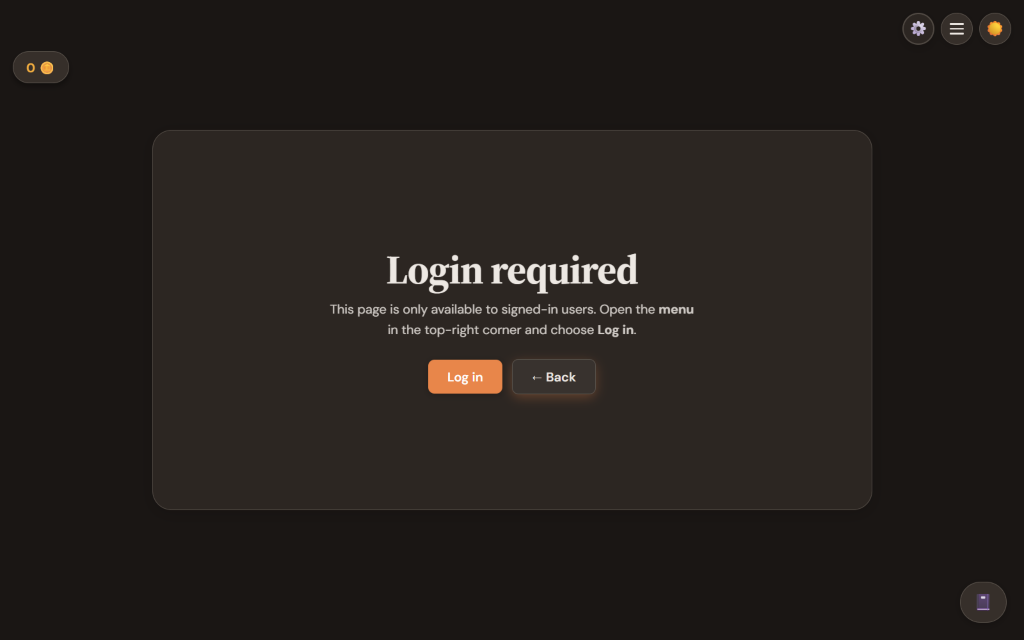 0
Login required
This page is only available to signed-in users. Open the menu
in the top-right corner and choose Log in.
Log in
← Back